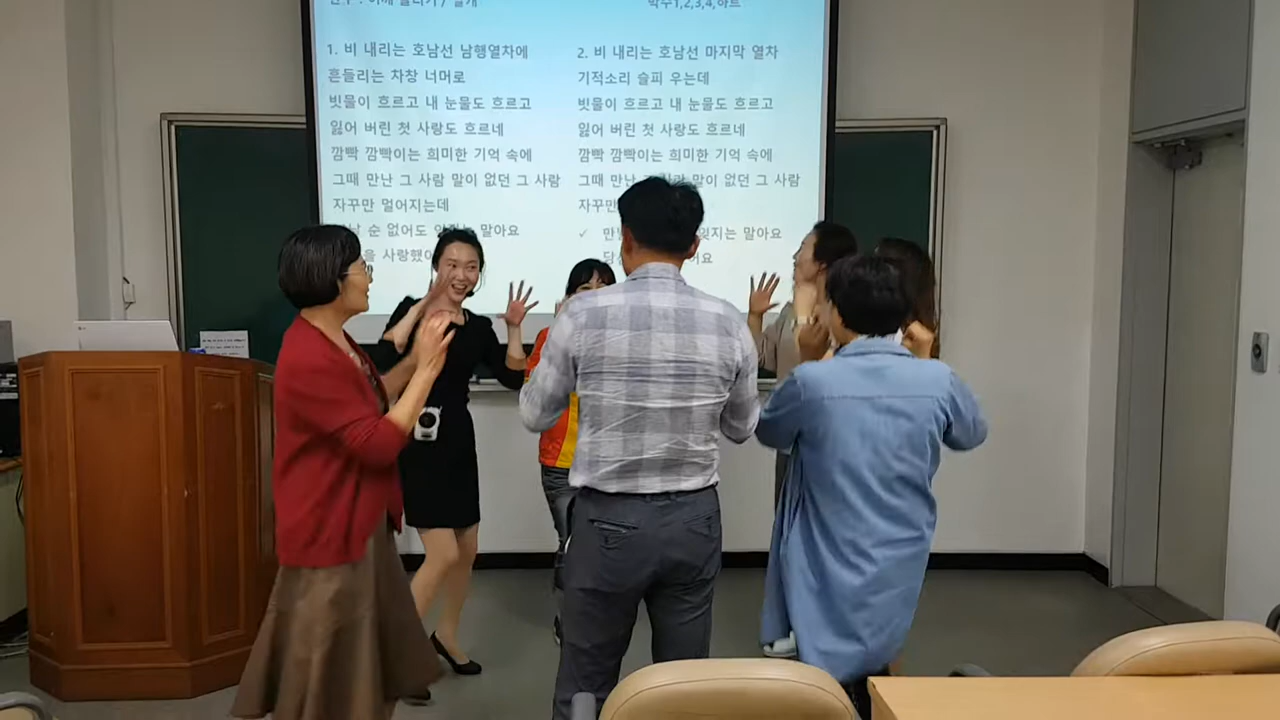 박수1,2,3,4,하트
1. 비 내리는 호남선 남행열차에
흔들리는 차창 너머로
빗물이 흐르고 내 눈물도 흐르고
잃어 버린 첫 사랑도 흐르네
깜빡 깜빡이는 희미한 기억 속에
그때 만난 그 사람 말이 없던 그 사람
자꾸만 멀어지는데
순 없어도 말아요
사랑했
2. 비 내리는 호남선 마지막 열차
기적소리 슬피 우는데
빗물이 흐르고 내 눈물도 흐르고
잃어 버린 첫 사랑도 흐르네
깜빡 깜빡이는 희미한 기억 속에
그때 만난 말이 없던 그 사람
자꾸만
✓ 만 잊지는 말아요